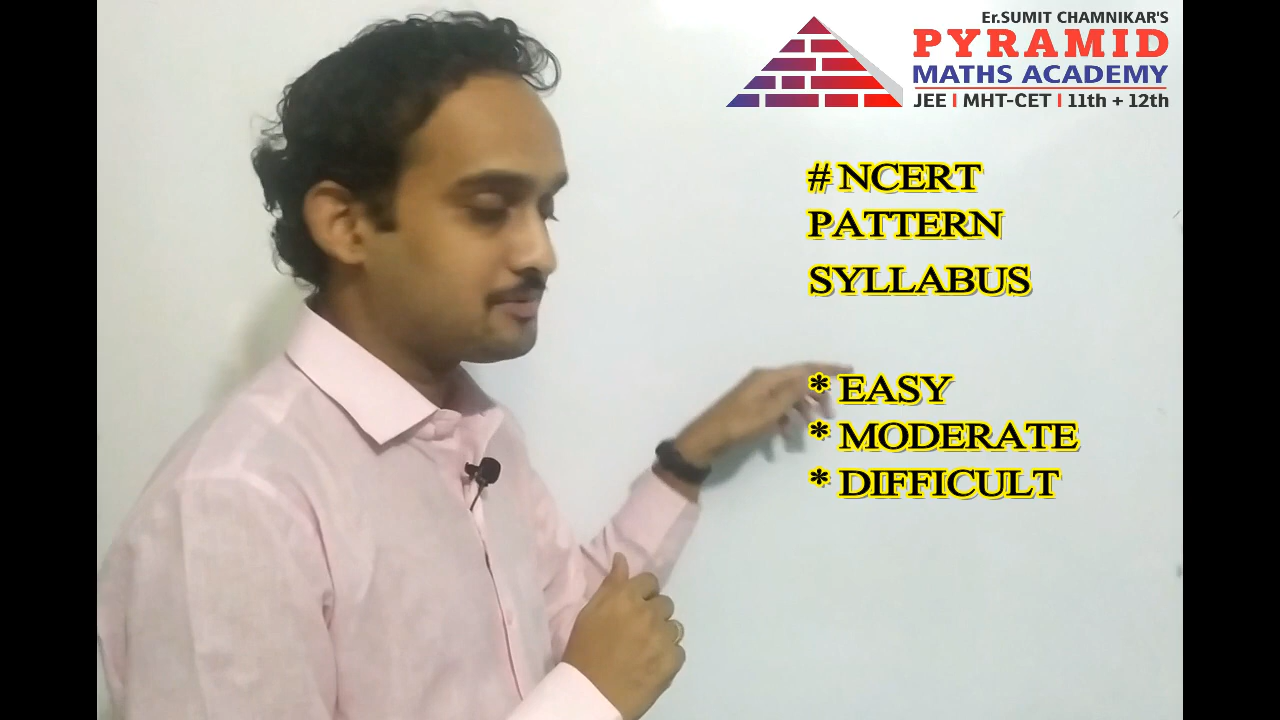 Er.SUMIT CHAMNIKAR'S
PYRAMID
MATHS ACADEMY
JEE | MHT-CET | 11th + 12th
# NCERT
PATTERN
SYLLABUS
* EASY
* MODERATE
* DIFFICULT